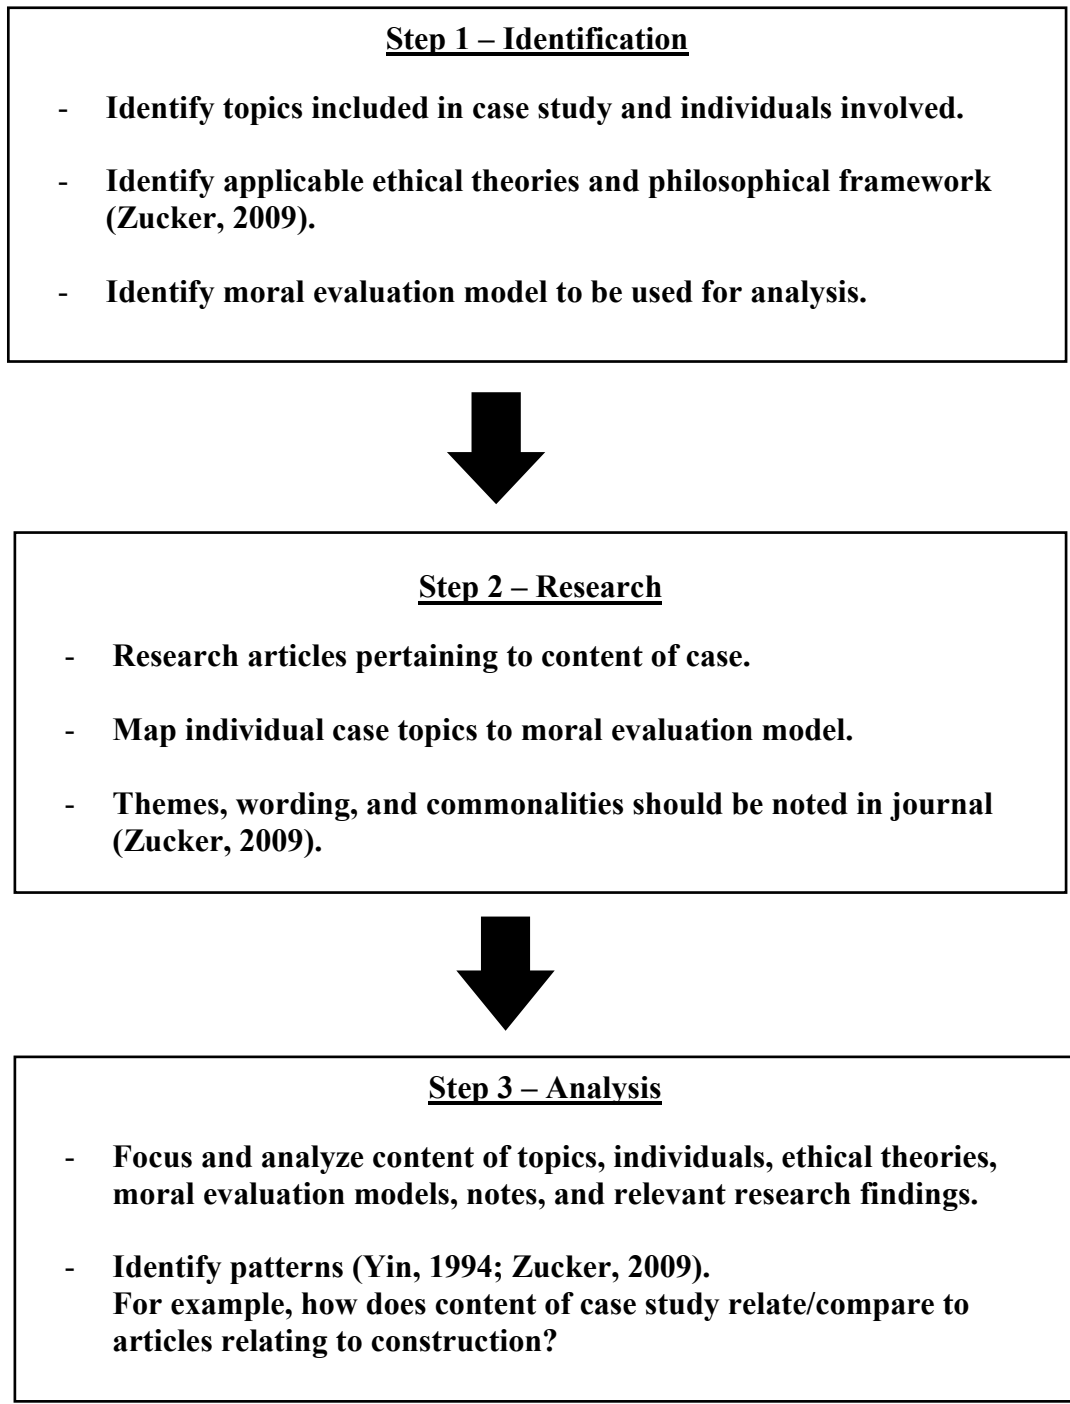 Step 1 – Identification
- Identify topics included in case study and individuals involved.
- Identify applicable ethical theories and philosophical framework
(Zucker, 2009).
- Identify moral evaluation model to be used for analysis.
Step 2 – Research
- Research articles pertaining to content of case.
- Map individual case topics to moral evaluation model.
- Themes, wording, and commonalities should be noted in journal
(Zucker, 2009).
Step 3 – Analysis
- Focus and analyze content of topics, individuals, ethical theories,
moral evaluation models, notes, and relevant research findings.
- Identify patterns (Yin, 1994; Zucker, 2009).
For example, how does content of case study relate/compare to
articles relating to construction?